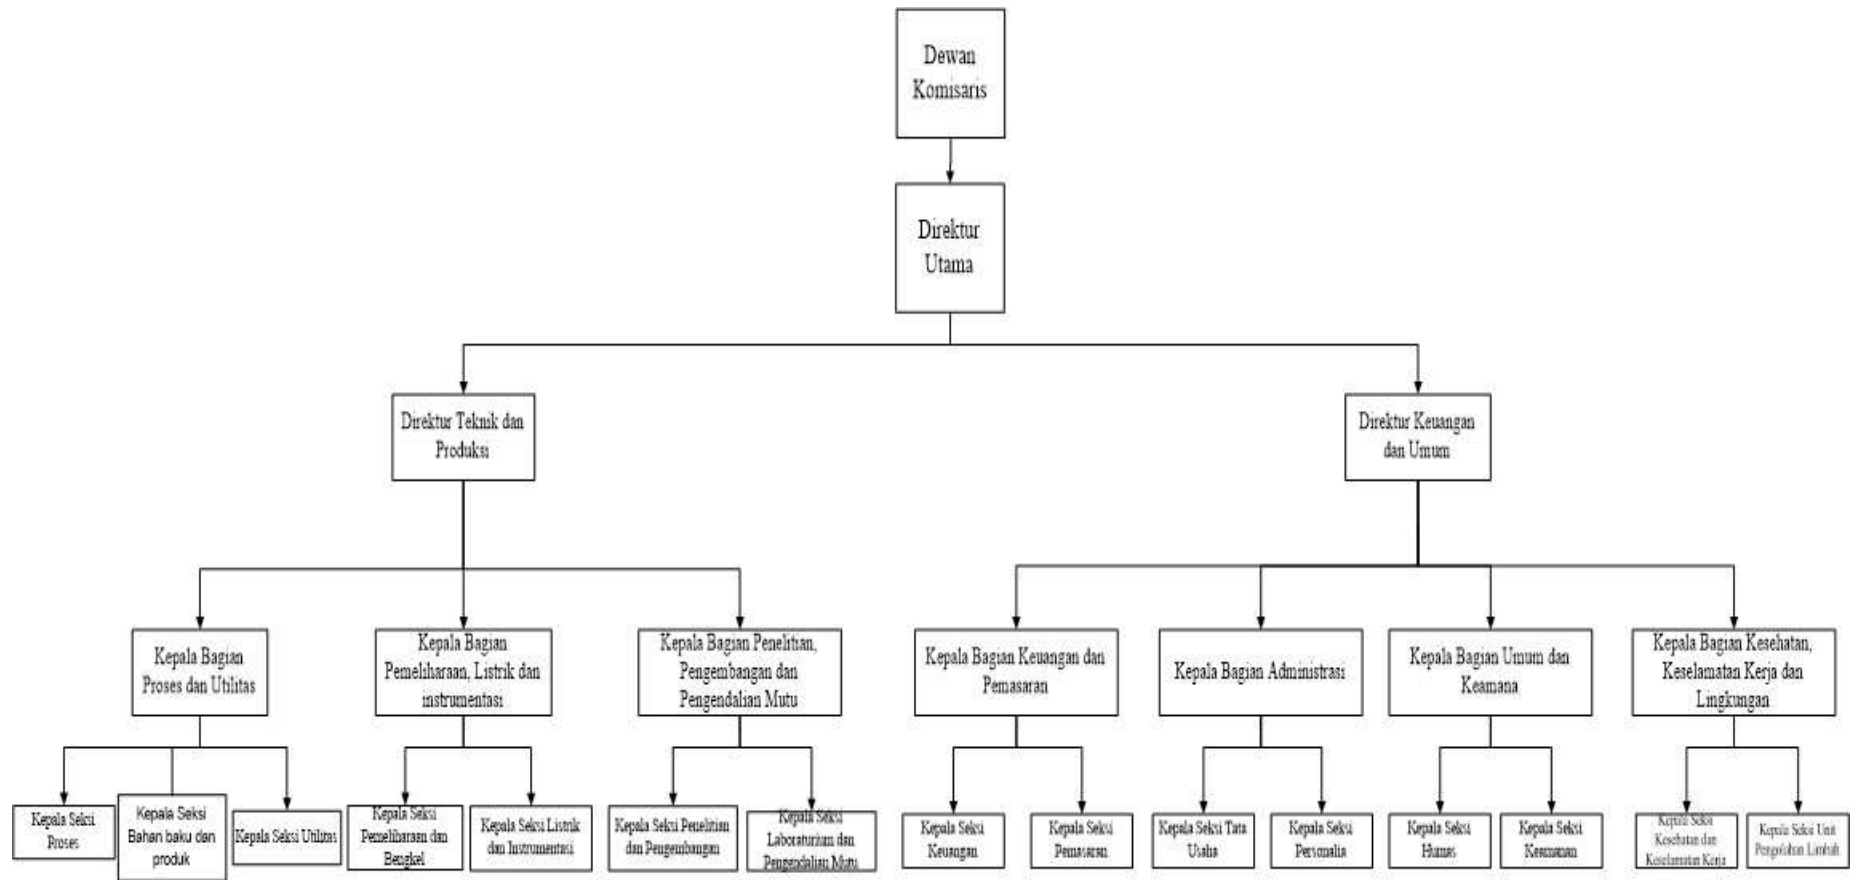 Dewan
Komisaris
Direktur
Utama
Direktur Teknik dan
Produksi
Direktur Keuangan
dan Umum
Kepala Bagian
Proses dan Utilitas
Kepala Bagian
Pemeliharaan, Listrik dan
instrumentasi
Kepala Bagian Penelitian,
Pengembangan dan
Pengendalian Mutu
Kepala Bagian Keuangan dan
Pemasaran
Kepala Bagian Administrasi
Kepala Bagian Umum dan
Keamana
Kepala Bagian Kesehatan,
Keselamatan Kerja dan
Lingkungan
Kepala Seksi
Proses
Kepala Seksi
Bahan baku dan
produk
Kepala Seksi Utilitas
Kepala Seksi
Pemeliharaan dan
Bengkel
Kepala Seksi Listrik
dan Instrumentasi
Kepala Seksi Penelitian
dan Pengembangan
Kepala Seksi
Laboraturium dan
Pengendalian Mutu
Kepala Seksi
Keuangan
Kepala Seksi
Pemasaran
Kepala Seksi Tata
Usaha
Kepala Seksi
Personalia
Kepala Seksi
Humas
Kepala Seksi
Keamanan
Kepala Seksi
Kesehatan dan
Keselamatan Kerja
Kepala Seksi Unit
Pengolahan Limbah